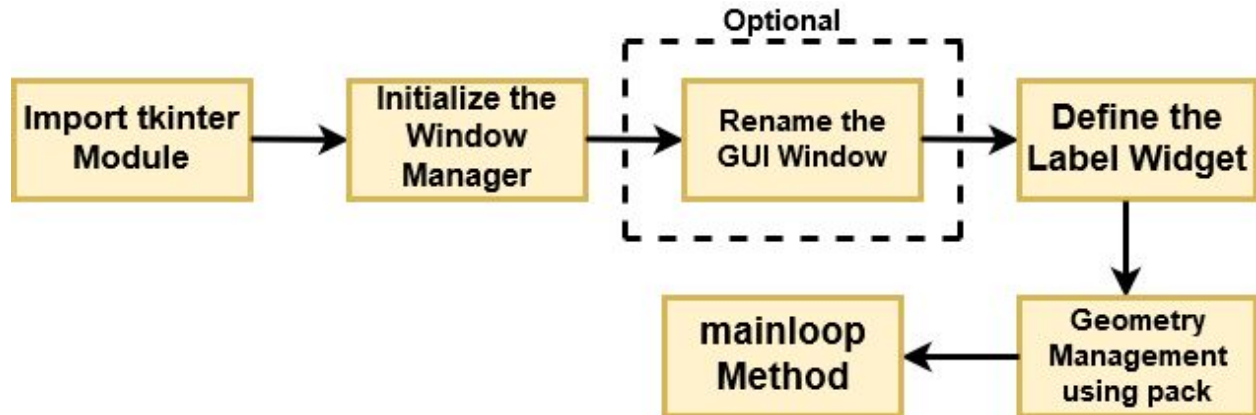 Optional
Import tkinter
Module
Initialize the
Window
Manager
Rename the
GUI Window
Define the
Label Widget
Geometry
Management
using pack
mainloop
Method